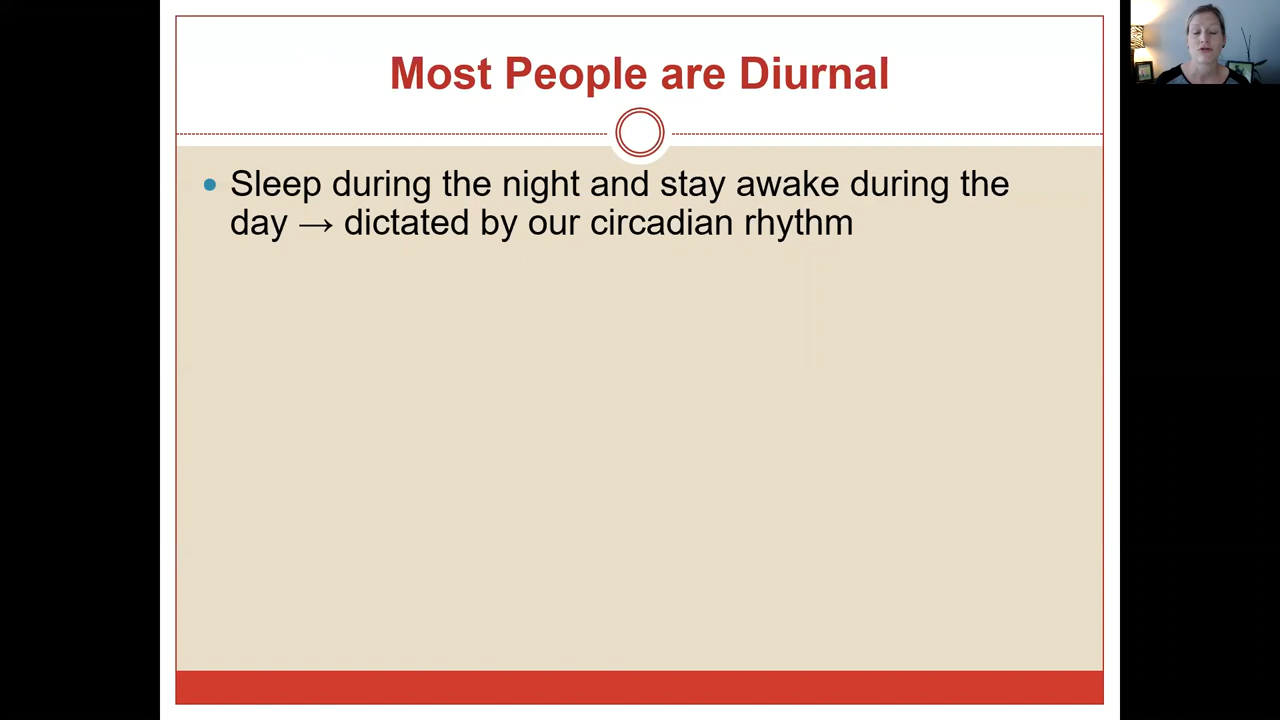 Most People are Diurnal
• Sleep during the night and stay awake during the
day → dictated by our circadian rhythm